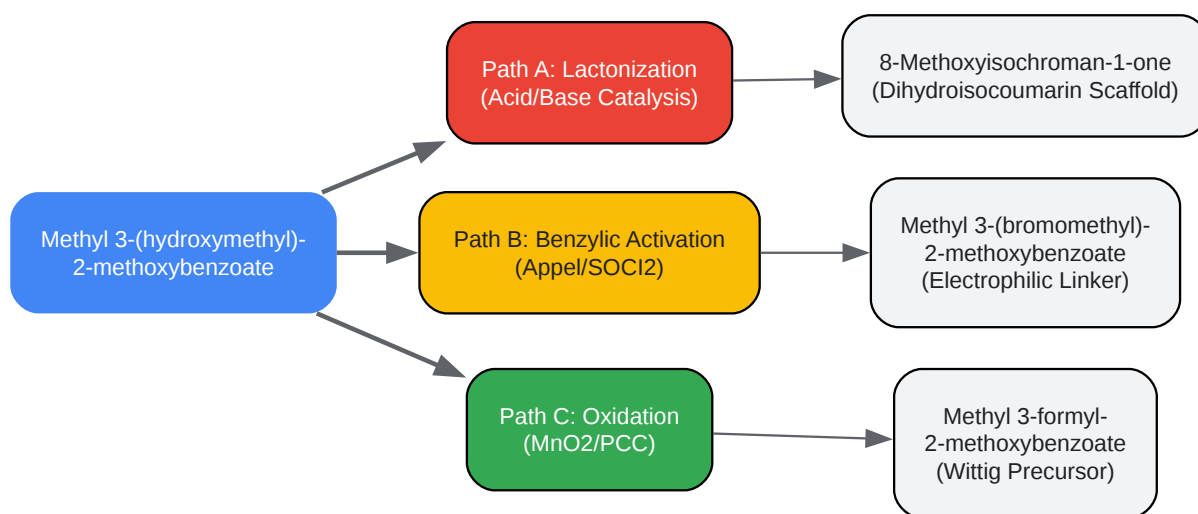 Path A: Lactonization
(Acid/Base Catalysis)
8-Methoxyisochroman-1-one
(Dihydroisocoumarin Scaffold)
Methyl 3-(hydroxymethyl)-
2-methoxybenzoate
Path B: Benzylic Activation
(Appel/SOCl2)
Methyl 3-(bromomethyl)-
2-methoxybenzoate
(Electrophilic Linker)
Path C: Oxidation
(MnO2/PCC)
Methyl 3-formyl-
2-methoxybenzoate
(Wittig Precursor)